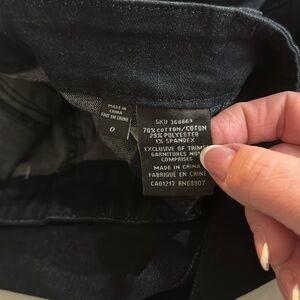 MADE IN
CHINA
FAIT EN CHINE
0
SKU 368863
70% COTTON/COTON
29% POLYESTER
1% SPANDEX
EXCLUSIVE OF TRIMS
GARNITURES NON
COMPRISES
MADE IN CHINA
FABRIQUÉ EN CHINE
CA01217 RN68907